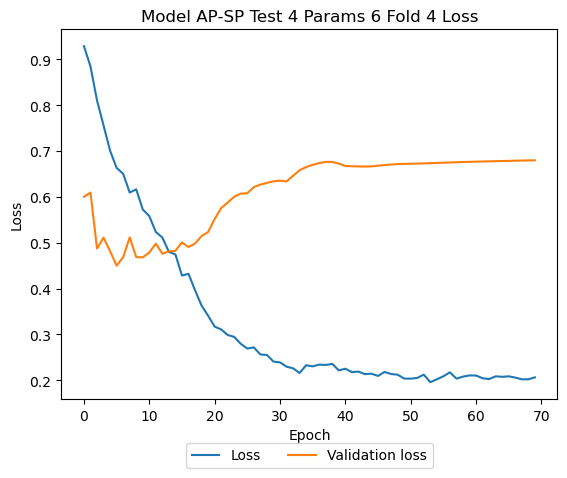 Model AP-SP Test 4 Params 6 Fold 4 Loss
Loss
0.9
0.8
0.7
0.6
0.5
0.4
0.3
0.2
0 10 20 30 40 50 60 70
Epoch
Loss Validation loss